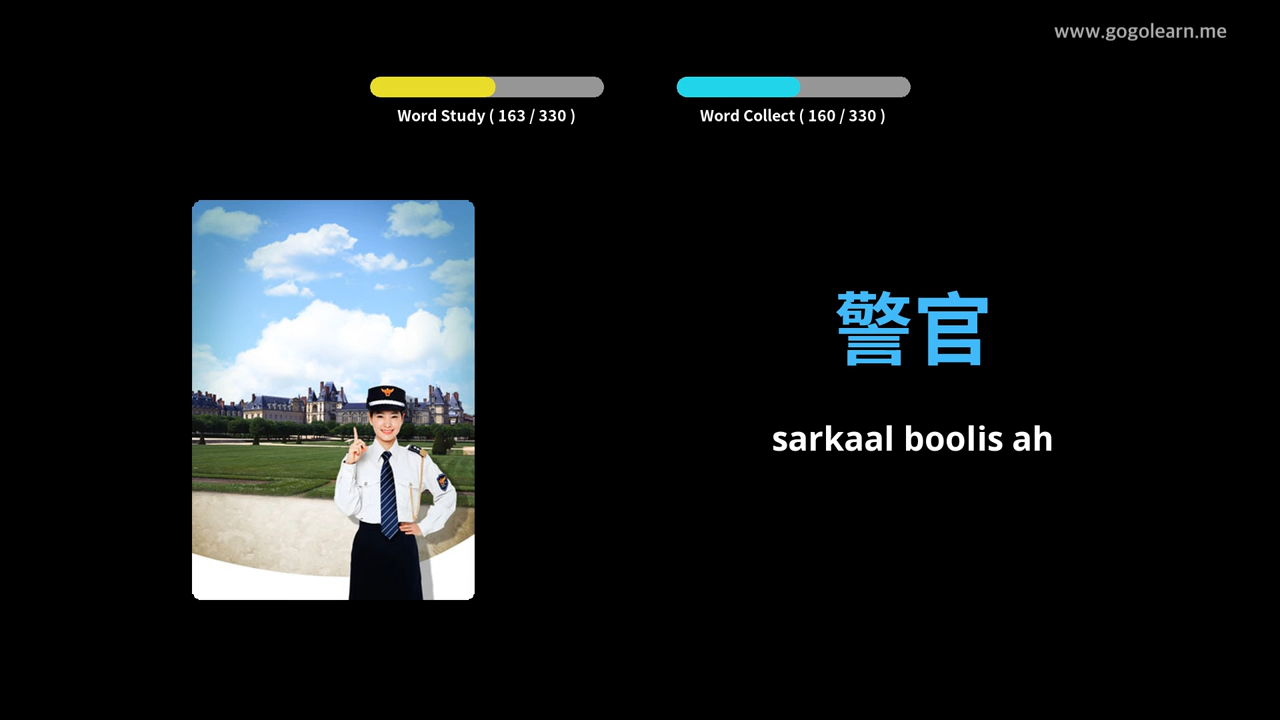 www.gogolearn.me
Word Study ( 163 / 330 )
Word Collect ( 160 / 330 )
警官
sarkaal boolis ah